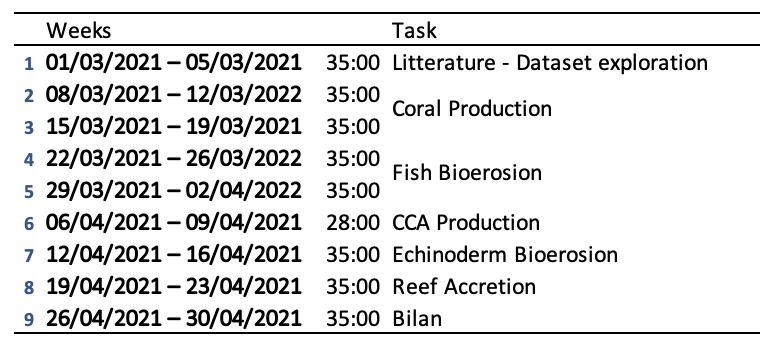 Weeks Task
1 01/03/2021 – 05/03/2021 35:00 Litterature - Dataset exploration
2 08/03/2021 – 12/03/2022 35:00
Coral Production
3 15/03/2021 – 19/03/2021 35:00
4 22/03/2021 – 26/03/2022 35:00
Fish Bioerosion
5 29/03/2021 – 02/04/2022 35:00
6 06/04/2021 – 09/04/2021 28:00 CCA Production
7 12/04/2021 – 16/04/2021 35:00 Echinoderm Bioerosion
8 19/04/2021 – 23/04/2021 35:00 Reef Accretion
9 26/04/2021 – 30/04/2021 35:00 Bilan